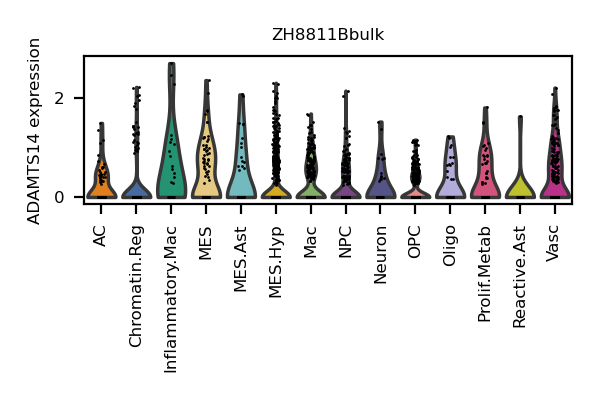 ZH8811Bbulk
ADAMTS14 expression
2
0
AC
Chromatin.Reg
Inflammatory.Mac
MES
MES.Ast
MES.Hyp
Mac
NPC
Neuron
OPC
Oligo
Prolif.Metab
Reactive.Ast
Vasc